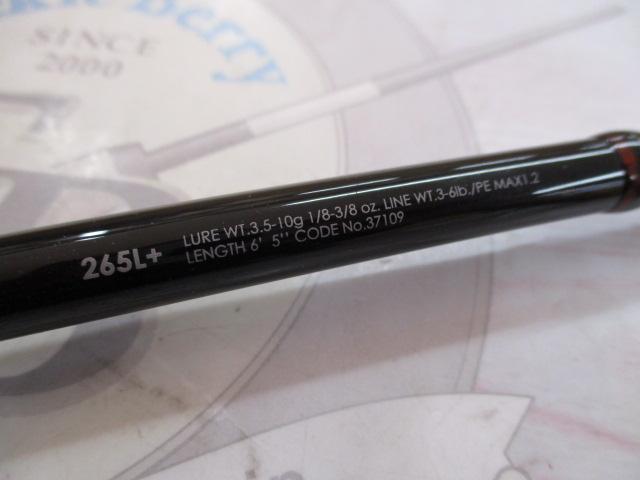 Berry
SINCE
2000
265L+
LURE WT.3.5-10g 1/8-3/8 oz. LINE WT.3-6lb./PE MAX1.2
LENGTH 6' 5'' CODE No.37109